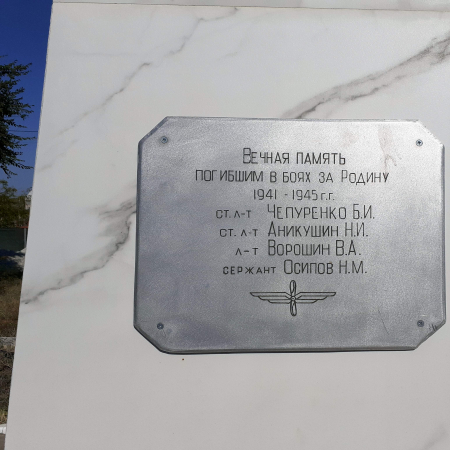 Вечная память
погибшим в боях за Родину
1941 - 1945 г.г.
ст. л-т Чепуренко Б.И.
ст. л-т Аникушин Н.И.
л-т Ворошин В.А.
сержант Осипов Н.М.